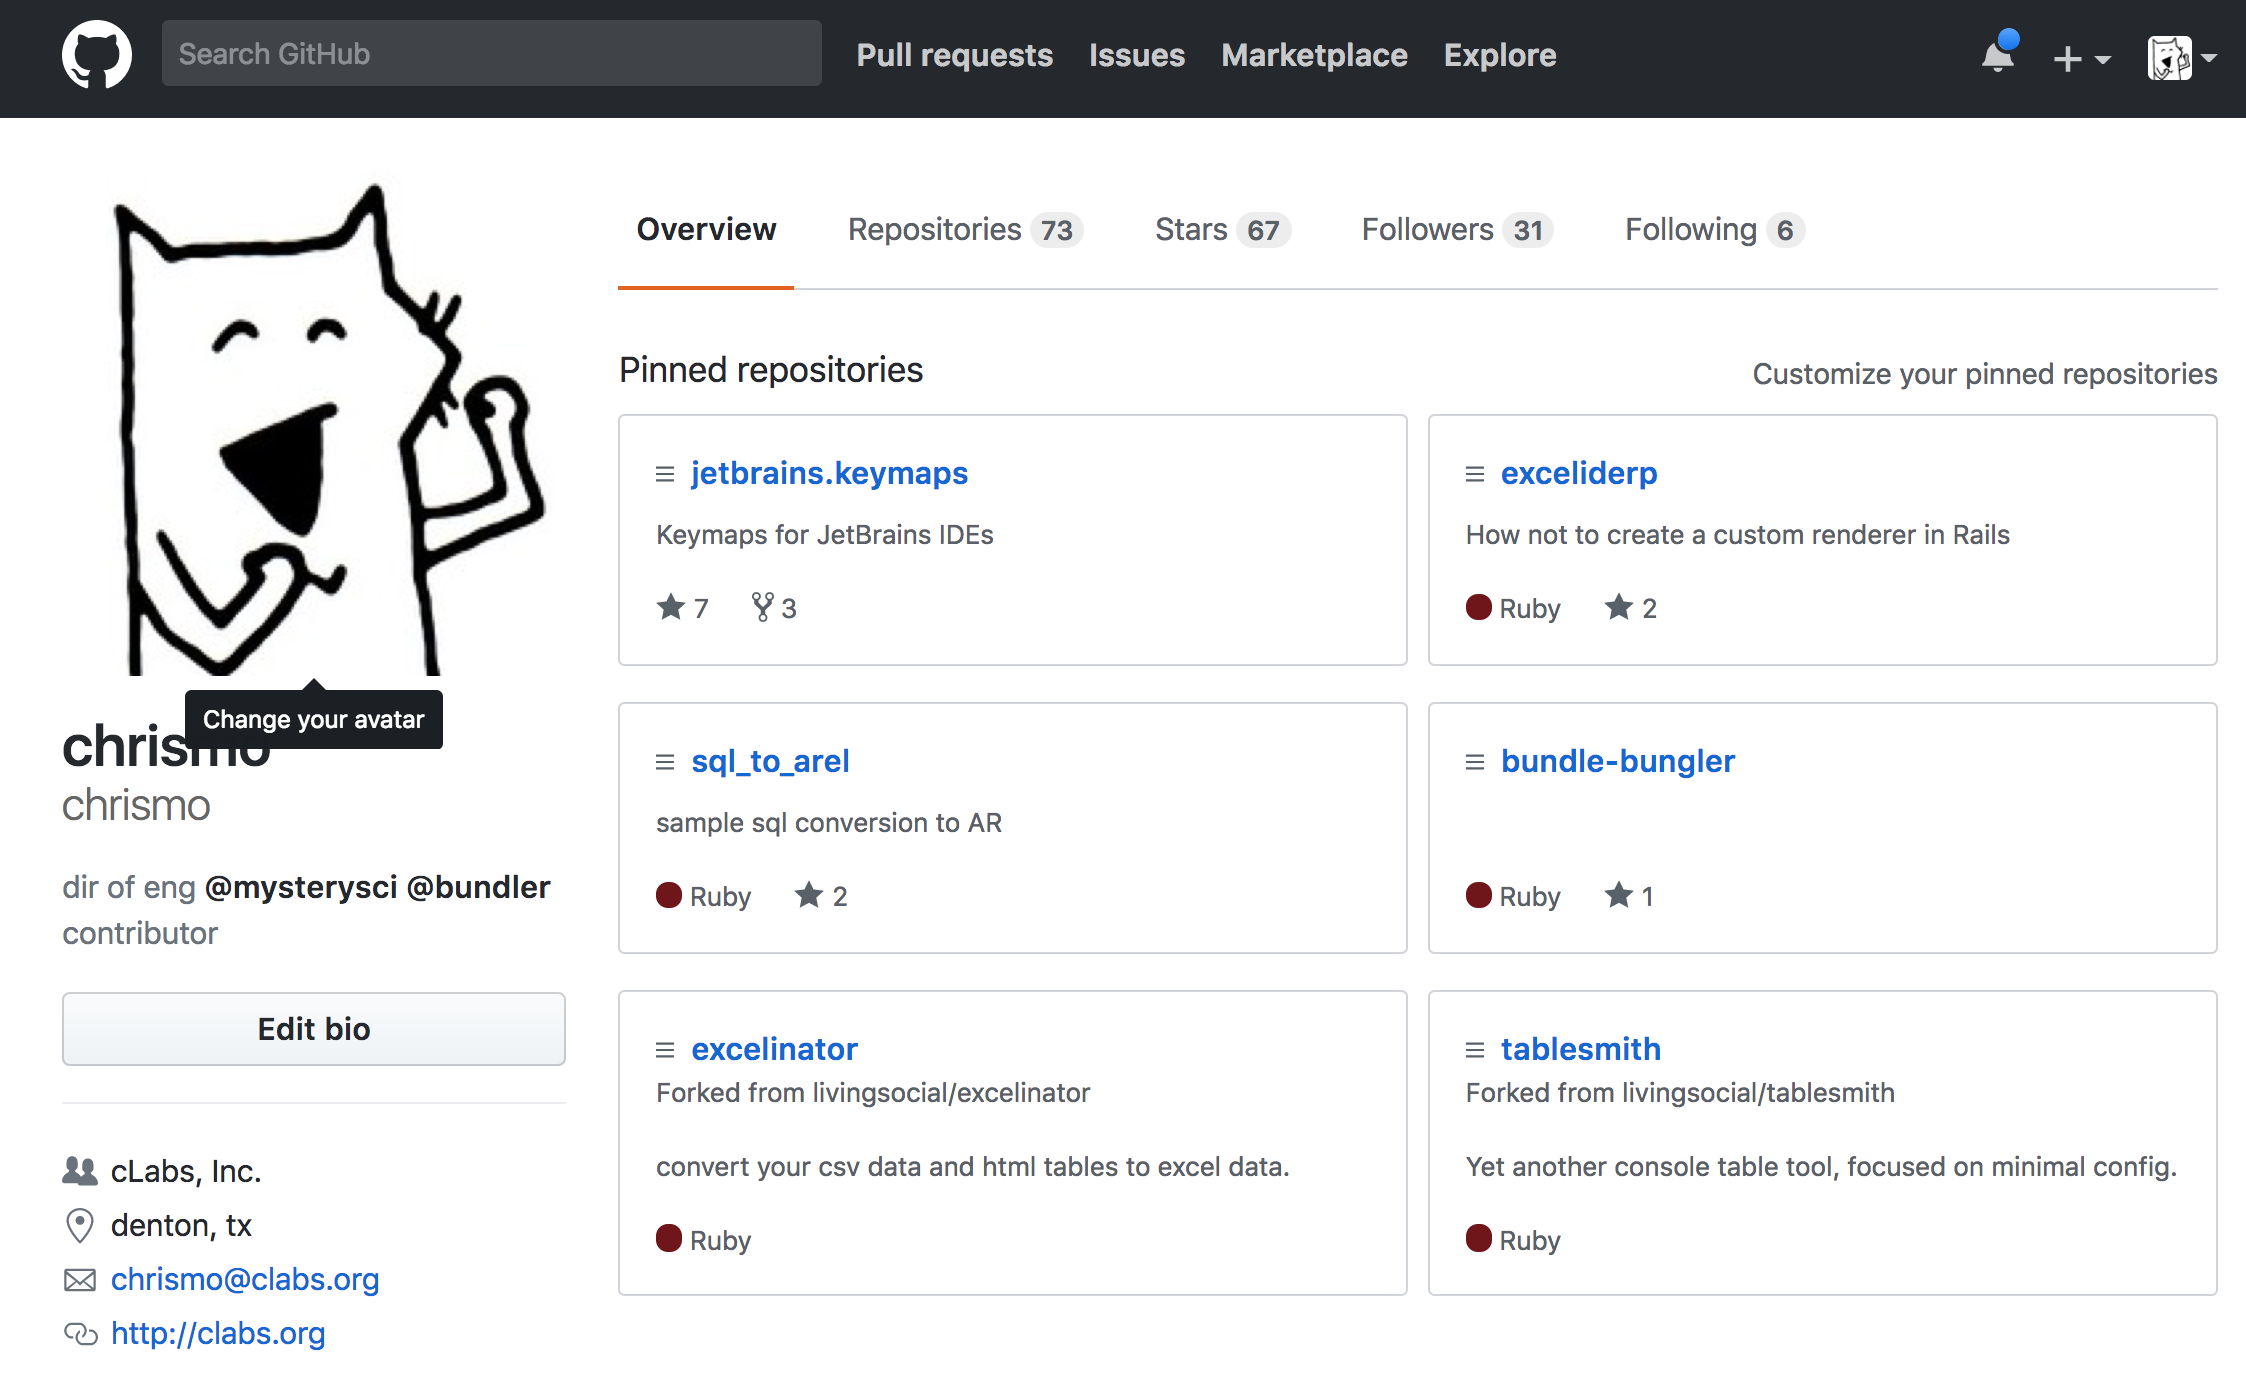 Search GitHub
Pull requests
Issues
Marketplace
Explore
Overview
Repositories 73
Stars 67
Followers 31
Following 6
Change your avatar
chrismo
chrismo
dir of eng @mysterysci @bundler
contributor
Edit bio
cLabs, Inc.
denton, tx
chrismo@clabs.org
http://clabs.org
Pinned repositories
Customize your pinned repositories
jetbrains.keymaps
Keymaps for JetBrains IDEs
7 3
exceliderp
How not to create a custom renderer in Rails
Ruby 2
sql_to_arel
sample sql conversion to AR
Ruby 2
bundle-bungler
Ruby 1
excelinator
Forked from livingsocial/excelinator
convert your csv data and html tables to excel data.
Ruby
tablesmith
Forked from livingsocial/tablesmith
Yet another console table tool, focused on minimal config.
Ruby